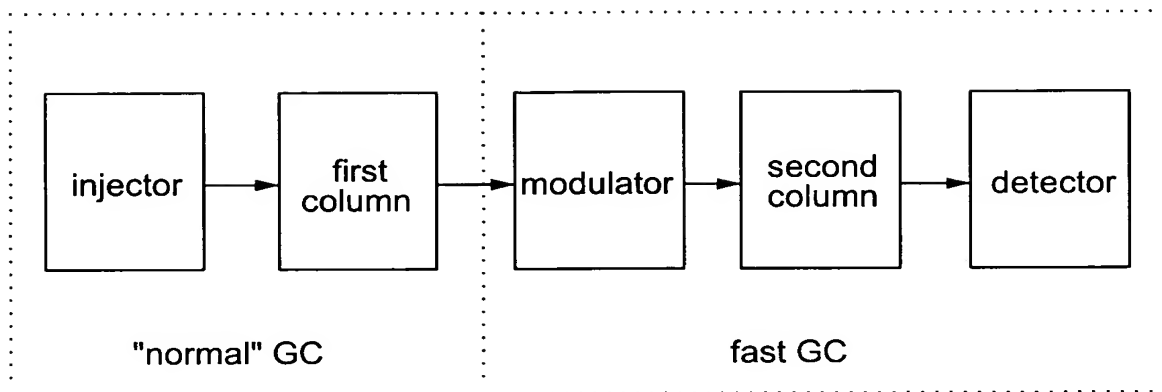 injector
first
column
modulator
second
column
detector
"normal" GC
fast GC